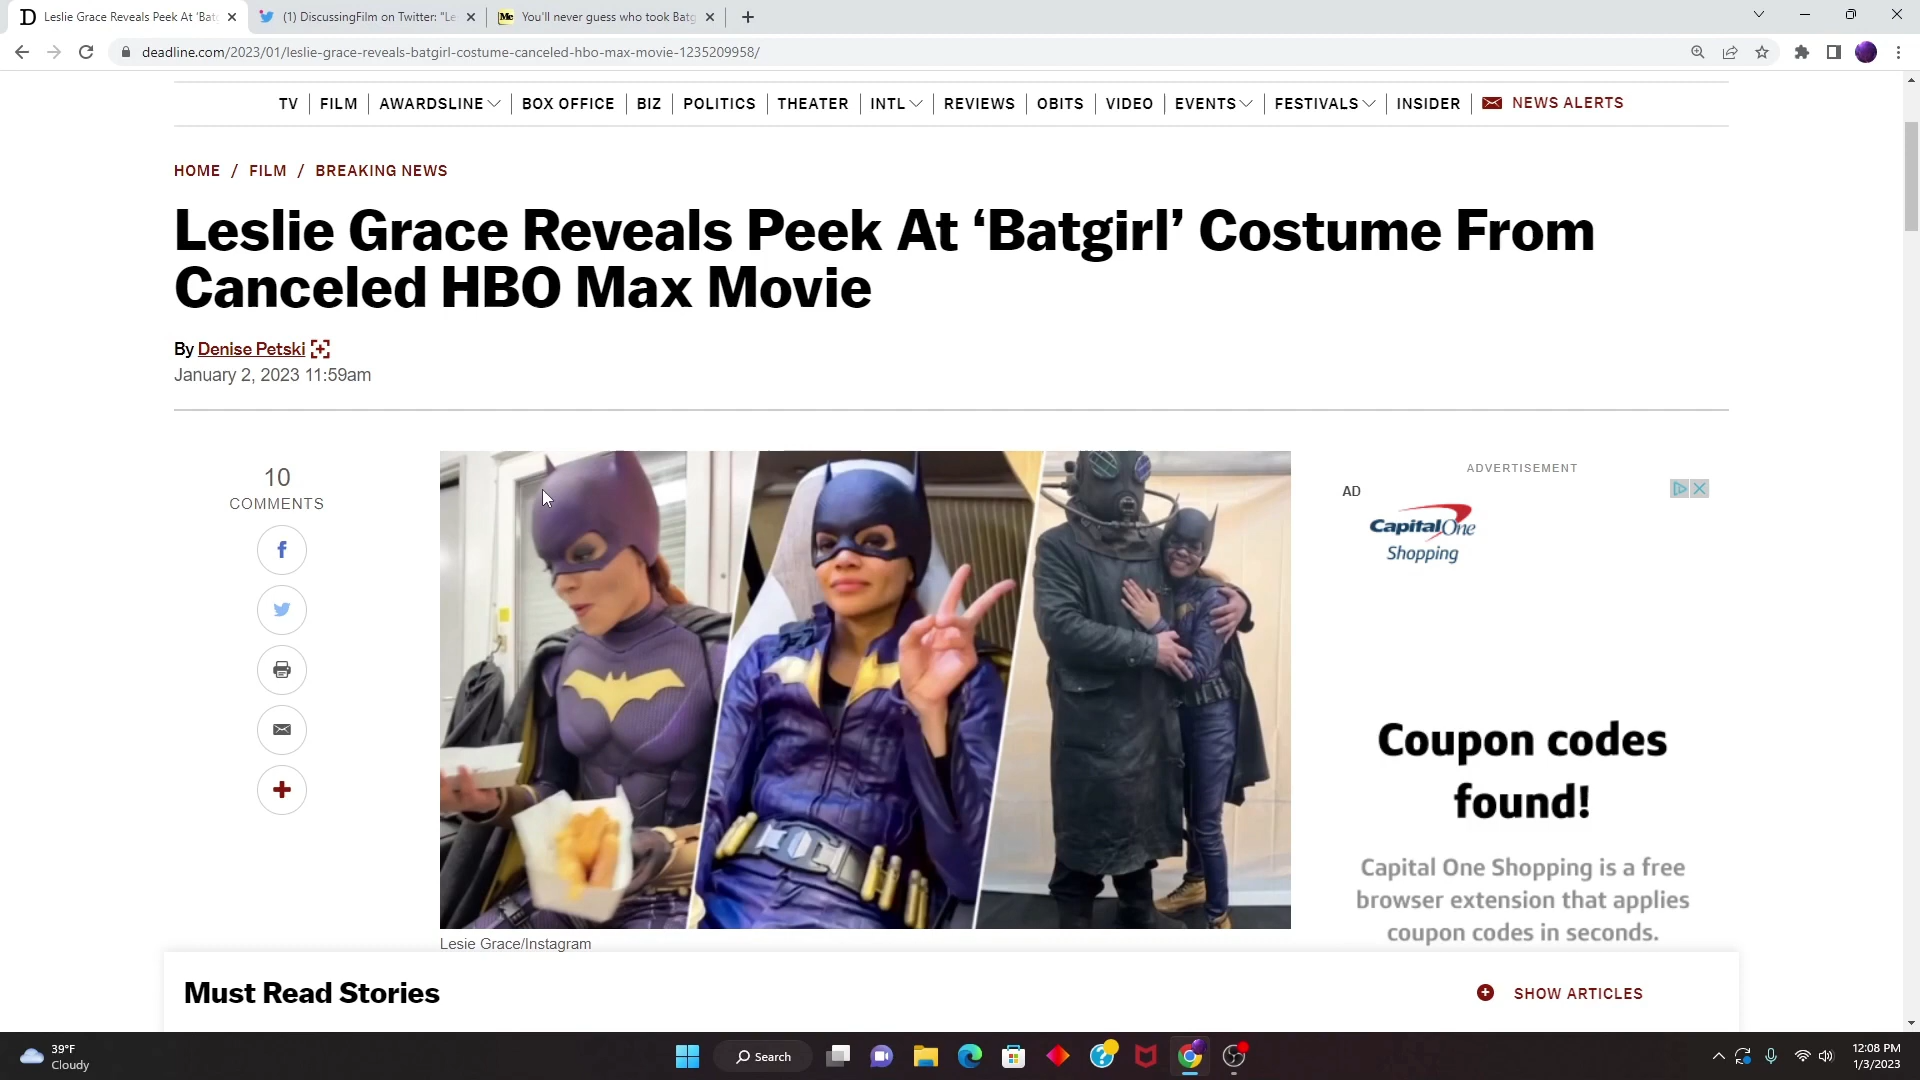 Leslie Grace Reveals Peek At 'Bat
(1) DiscussingFilm on Twitter: "Le
Me You'll never guess who took Batg
deadline.com/2023/01/leslie-grace-reveals-batgirl-costume-canceled-hbo-max-movie-1235209958/
TV FILM AWARDSLINE BOX OFFICE BIZ POLITICS THEATER INTL REVIEWS OBITS VIDEO EVENTS FESTIVALS INSIDER NEWS ALERTS
HOME / FILM / BREAKING NEWS
Leslie Grace Reveals Peek At ‘Batgirl’ Costume From
Canceled HBO Max Movie
By Denise Petski
January 2, 2023 11:59am
10
COMMENTS
Lesie Grace/Instagram
ADVERTISEMENT
AD
CapitalOne
Shopping
Coupon codes
found!
Capital One Shopping is a free
browser extension that applies
coupon codes in seconds.
Must Read Stories
SHOW ARTICLES
39°F
Cloudy
Search
12:08 PM
1/3/2023